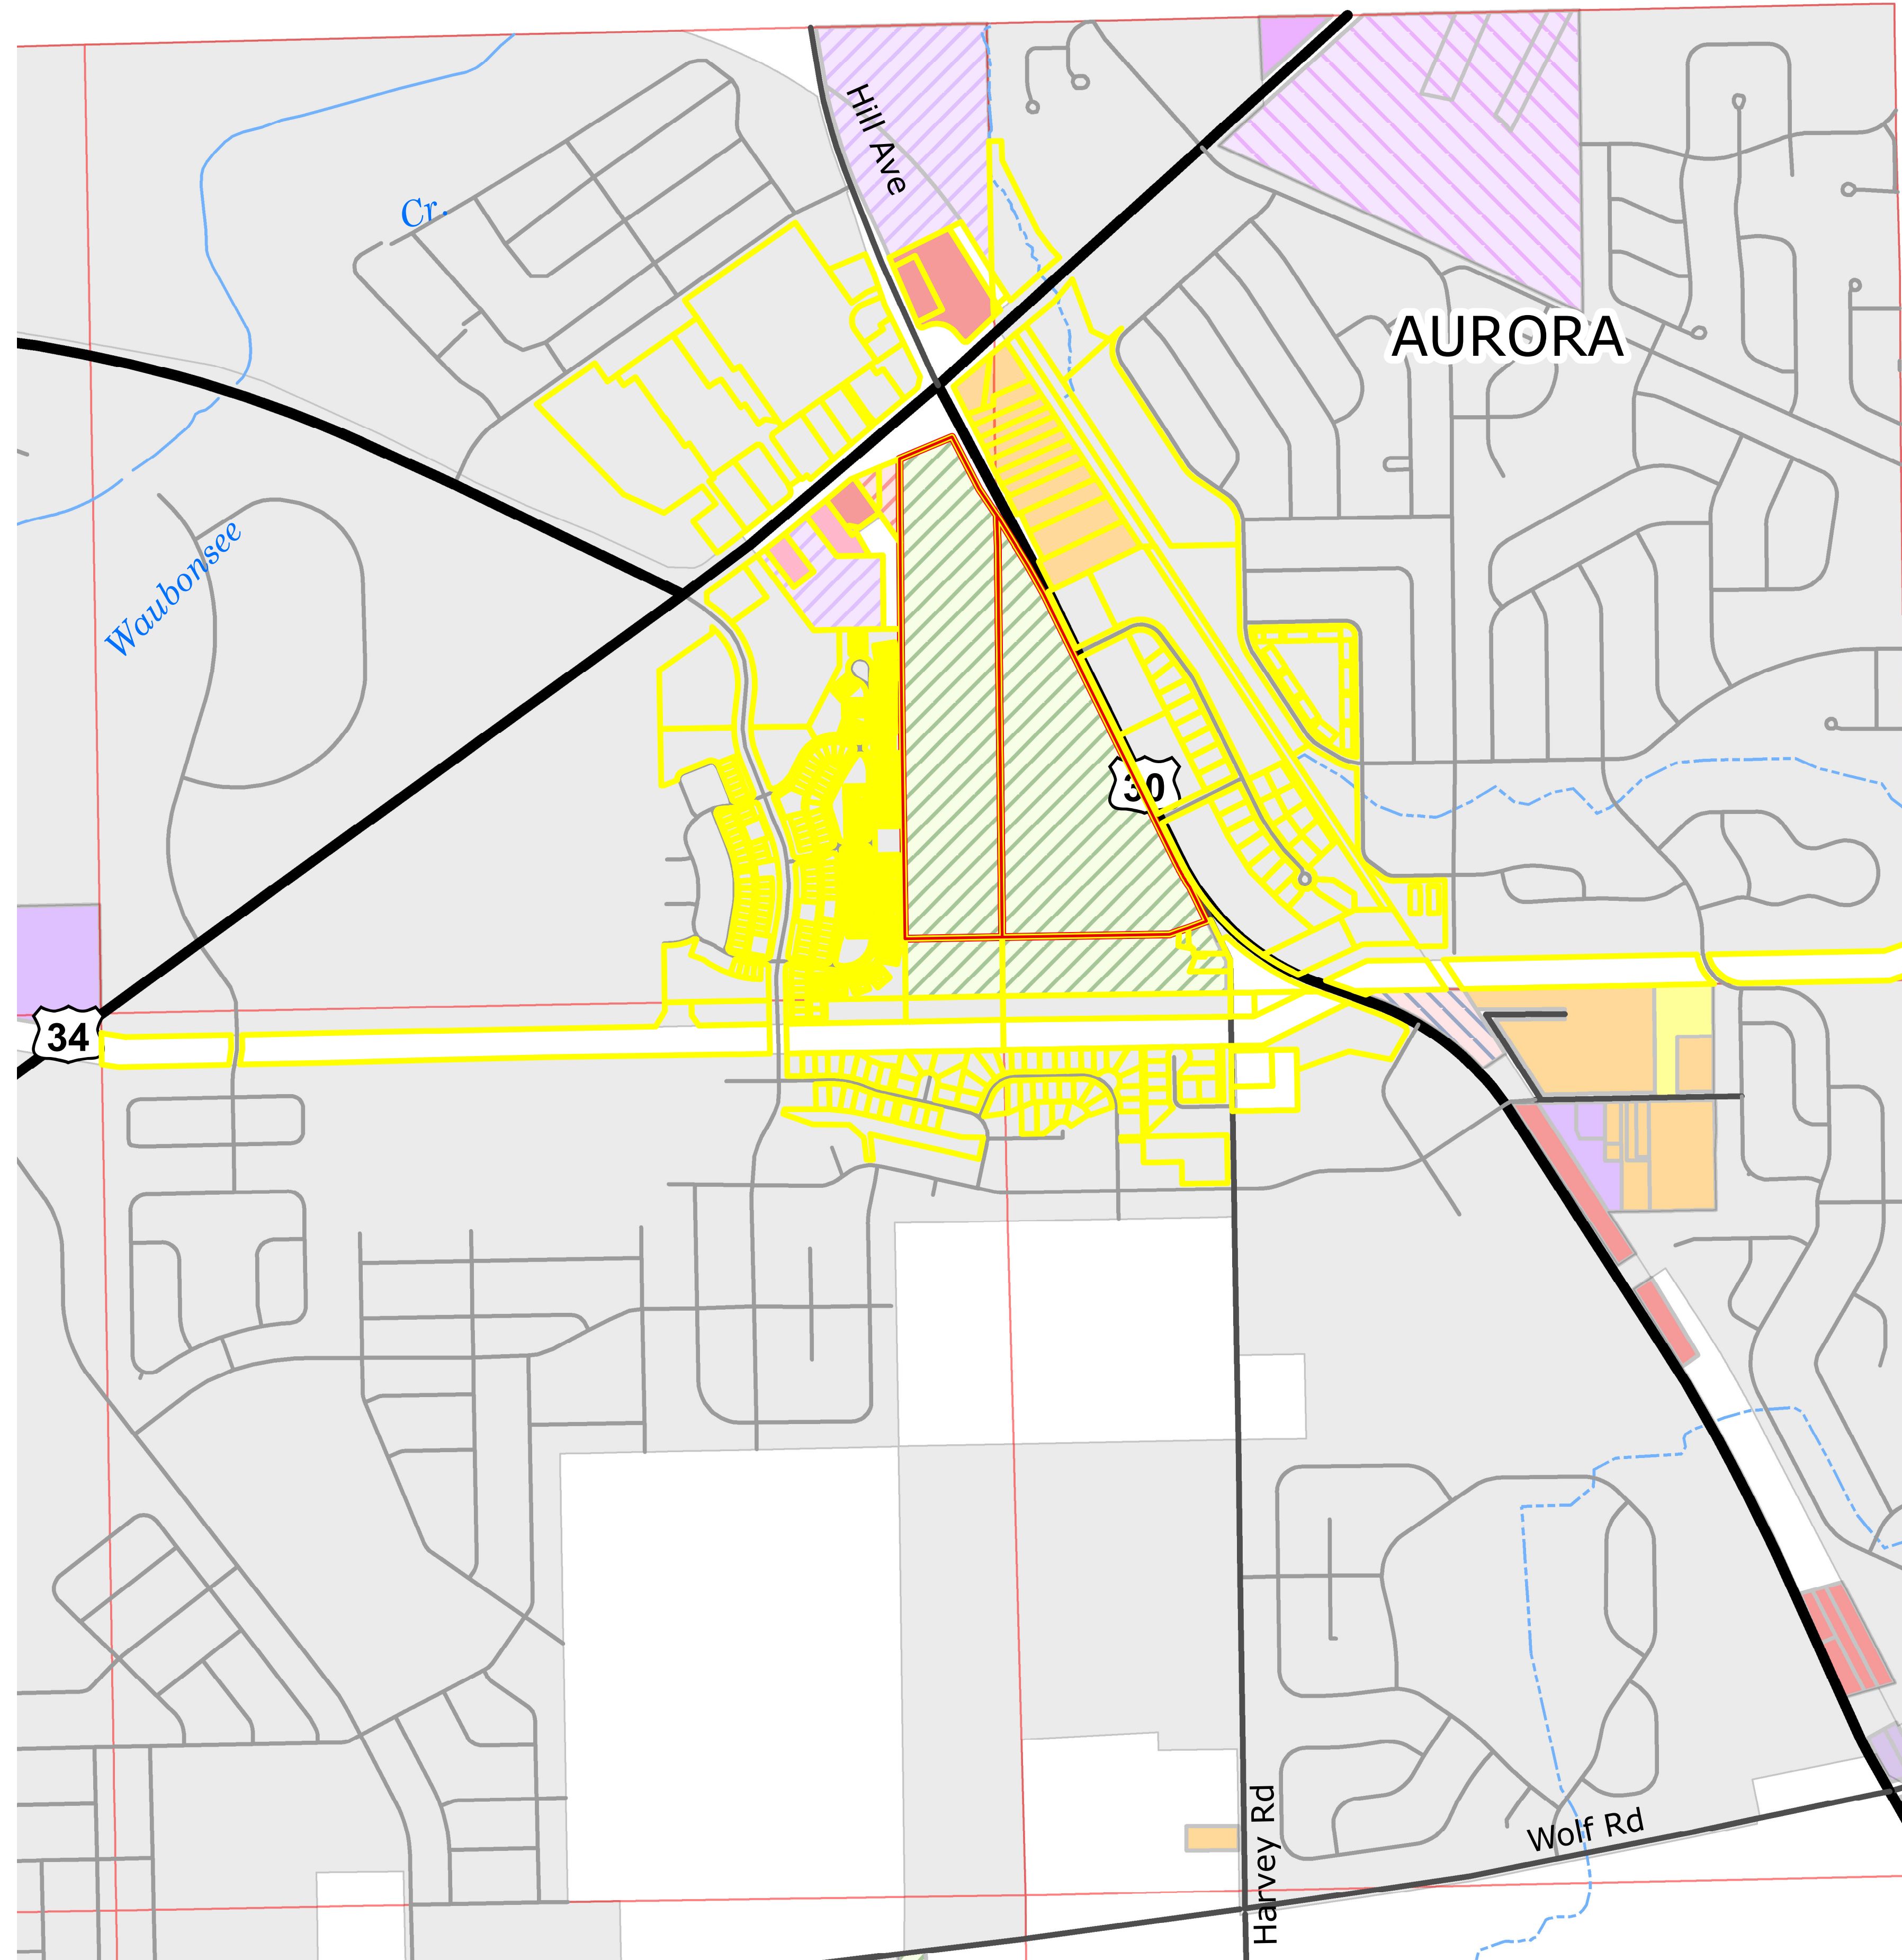 Hill Ave
Cr.
AURORA
Waubonsee
30
34
Harvey Rd
Wolf Rd